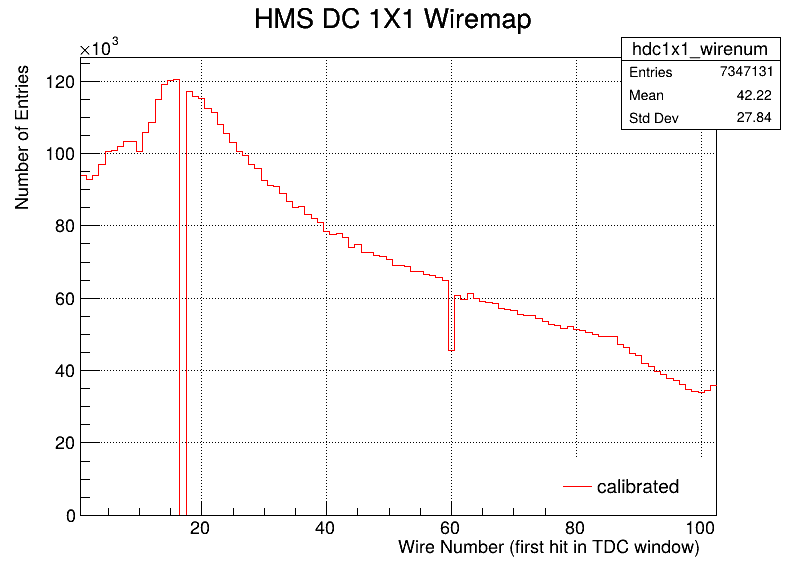 HMS DC 1X1 Wiremap
×10³
hdc1x1_wirenum
Entries 7347131
Mean 42.22
Std Dev 27.84
Number of Entries
120
100
80
60
40
20
0
calibrated
20 40 60 80 100
Wire Number (first hit in TDC window)